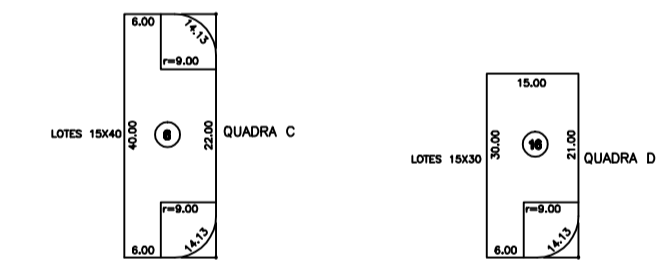 6.00
14.13
r=9.00
LOTES 15X40
40.00
6
22.00
QUADRA C
r=9.00
14.13
6.00
15.00
LOTES 15X30
30.00
16
21.00
QUADRA D
r=9.00
14.13
6.00